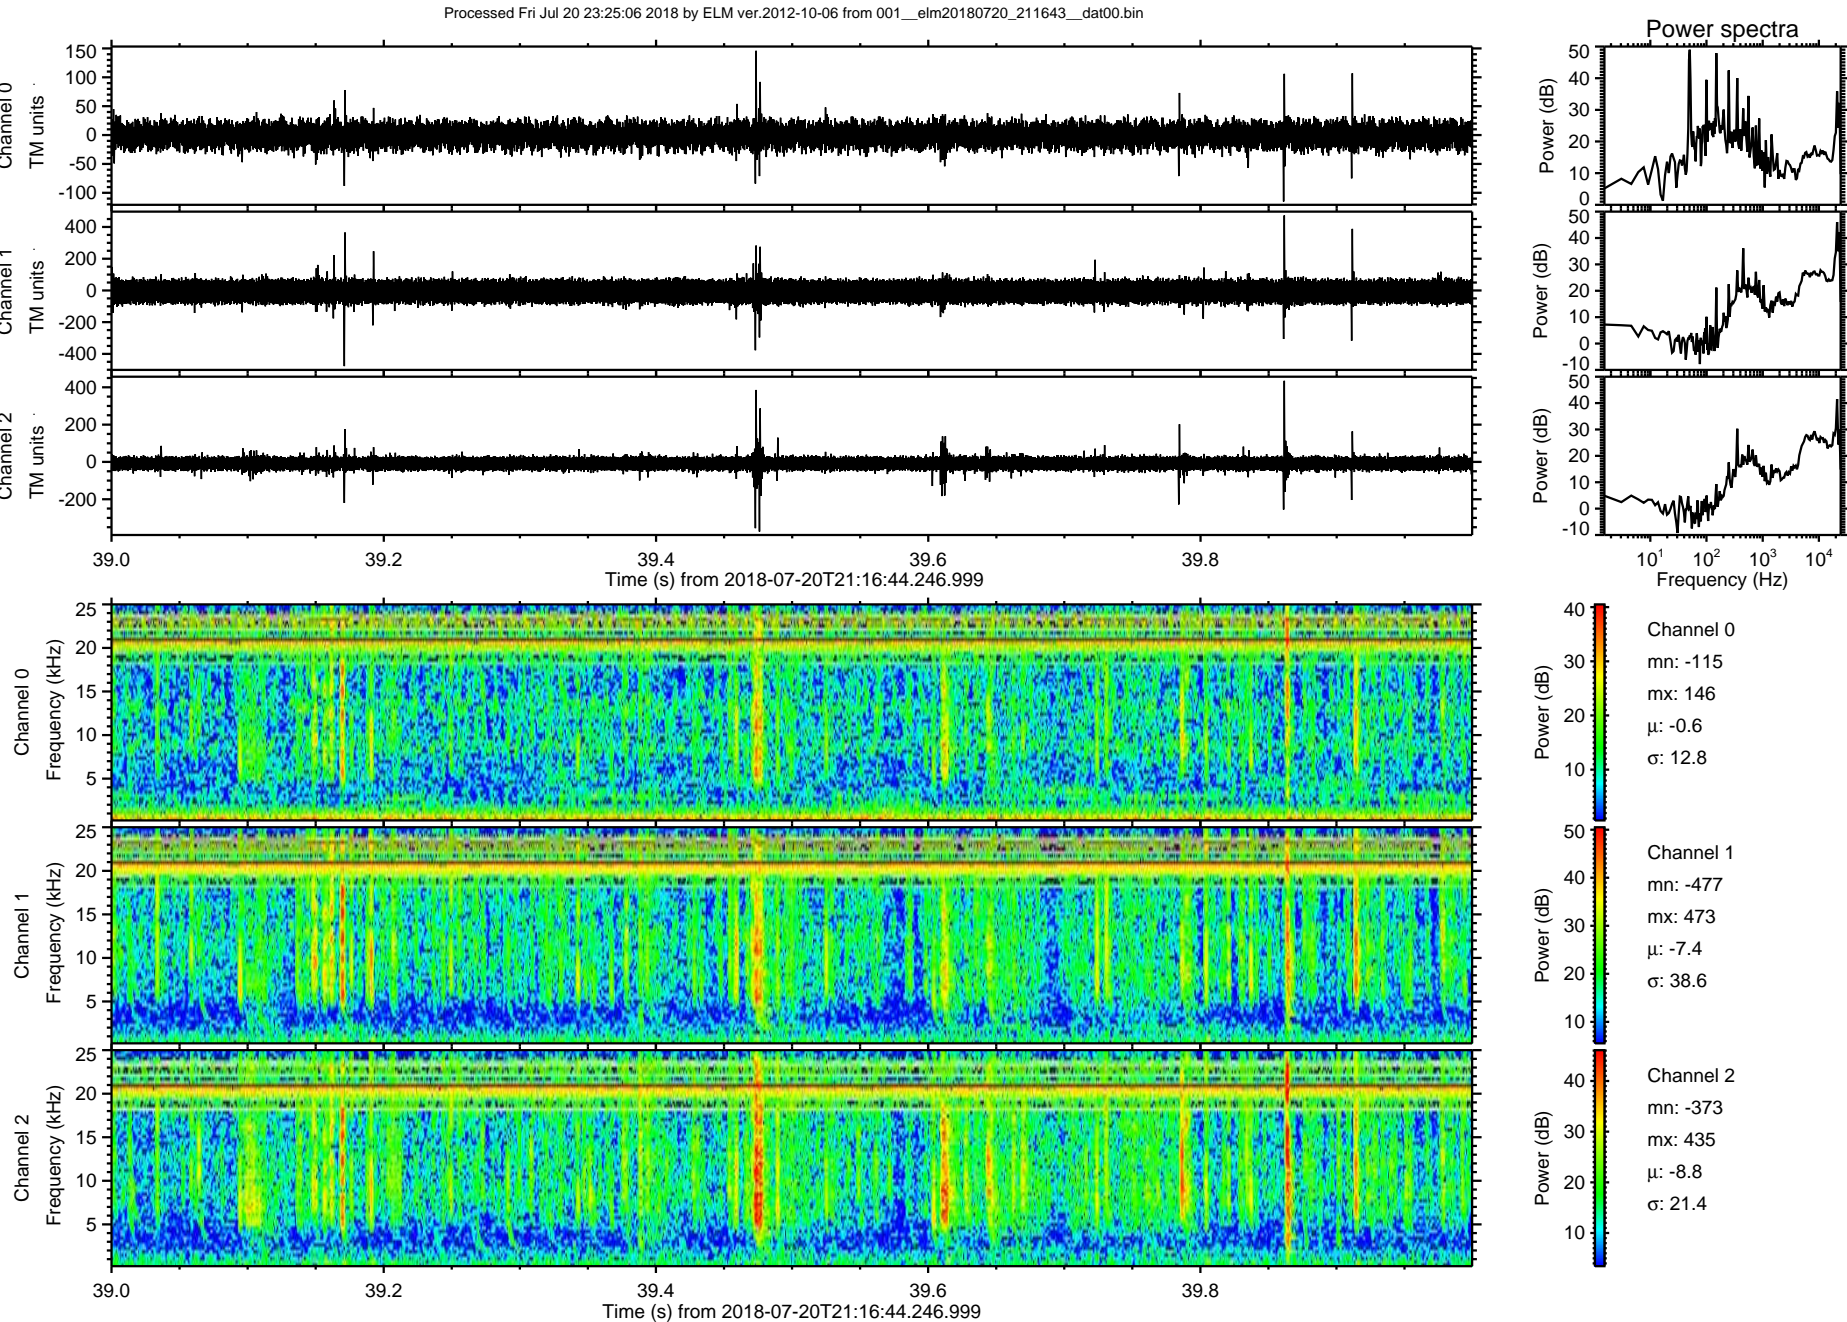 Processed Fri Jul 20 23:25:06 2018 by ELM ver.2012-10-06 from 001__elm20180720_211643__dat00.bin
Power spectra
Channel 0
TM units
150
100
50
0
-50
-100
Power (dB)
50
40
30
20
10
0
Channel 1
TM units
400
200
0
-200
-400
Power (dB)
50
40
30
20
10
0
-10
Channel 2
TM units
400
200
0
-200
Power (dB)
50
40
30
20
10
0
-10
39.0 39.2 39.4 39.6 39.8
Time (s) from 2018-07-20T21:16:44.246.999
10¹ 10² 10³ 10⁴
Frequency (Hz)
Channel 0
Frequency (kHz)
25
20
15
10
5
Power (dB)
40
30
20
10
Channel 0
mn: -115
mx: 146
μ: -0.6
σ: 12.8
Channel 1
Frequency (kHz)
25
20
15
10
5
Power (dB)
50
40
30
20
10
Channel 1
mn: -477
mx: 473
μ: -7.4
σ: 38.6
Channel 2
Frequency (kHz)
25
20
15
10
5
Power (dB)
40
30
20
10
Channel 2
mn: -373
mx: 435
μ: -8.8
σ: 21.4
39.0 39.2 39.4 39.6 39.8
Time (s) from 2018-07-20T21:16:44.246.999